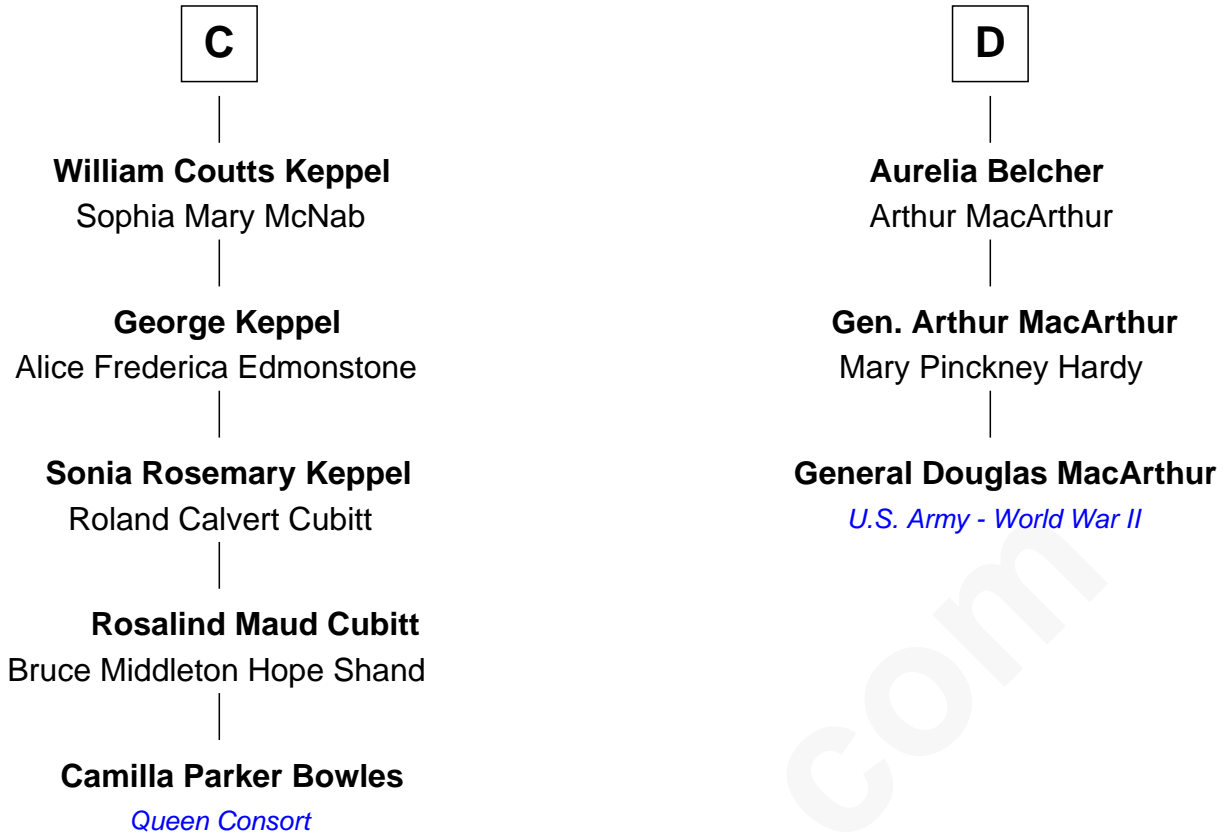 C
William Coutts Keppel
Sophia Mary McNab
George Keppel
Alice Frederica Edmonstone
Sonia Rosemary Keppel
Roland Calvert Cubitt
Rosalind Maud Cubitt
Bruce Middleton Hope Shand
Camilla Parker Bowles
Queen Consort
D
Aurelia Belcher
Arthur MacArthur
Gen. Arthur MacArthur
Mary Pinckney Hardy
General Douglas MacArthur
U.S. Army - World War II
com